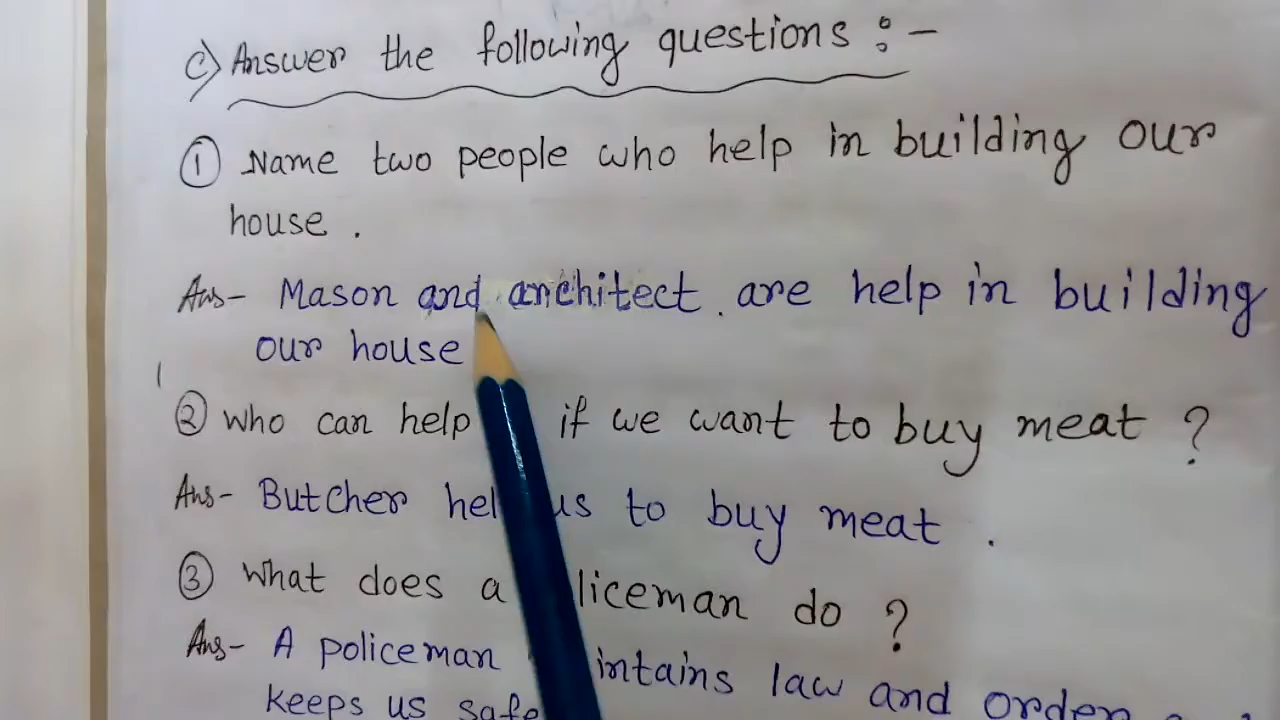 C) Answer the following questions :-
① Name two people who help in building our
house .
Ans- Mason and architect are help in building
our house
② Who can help if we want to buy meat ?
Ans- Butcher hel us to buy meat .
③ What does a liceman do ?
Ans- A policeman intains law and order
keeps us safe